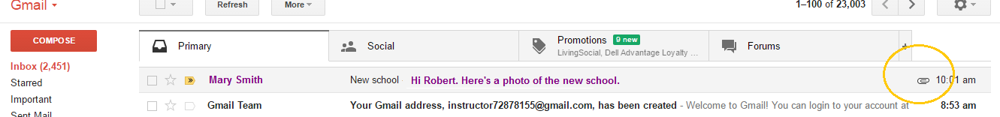 Gmail
Refresh
More
1–100 of 23,003
COMPOSE
Primary
Social
Promotions 9 new
LivingSocial, Dell Advantage Loyalty ...
Forums
+
Inbox (2,451)
Starred
Important
Sent Mail
Mary Smith New school Hi Robert. Here's a photo of the new school. 10:01 am
Gmail Team Your Gmail address, instructor72878155@gmail.com, has been created - Welcome to Gmail! You can login to your account at 8:53 am